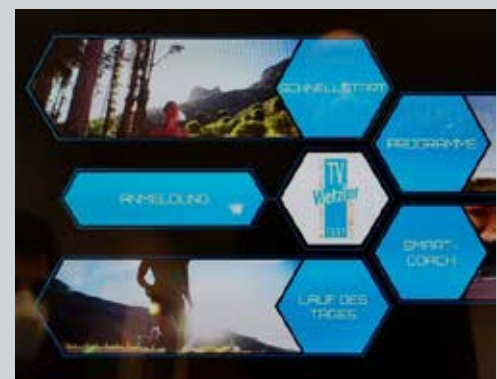 SCHNELLSTART
PROGRAMME
ANMELDUNG
TV
Wetzlar
SMART-
COACH
LAUF DES
TAGES